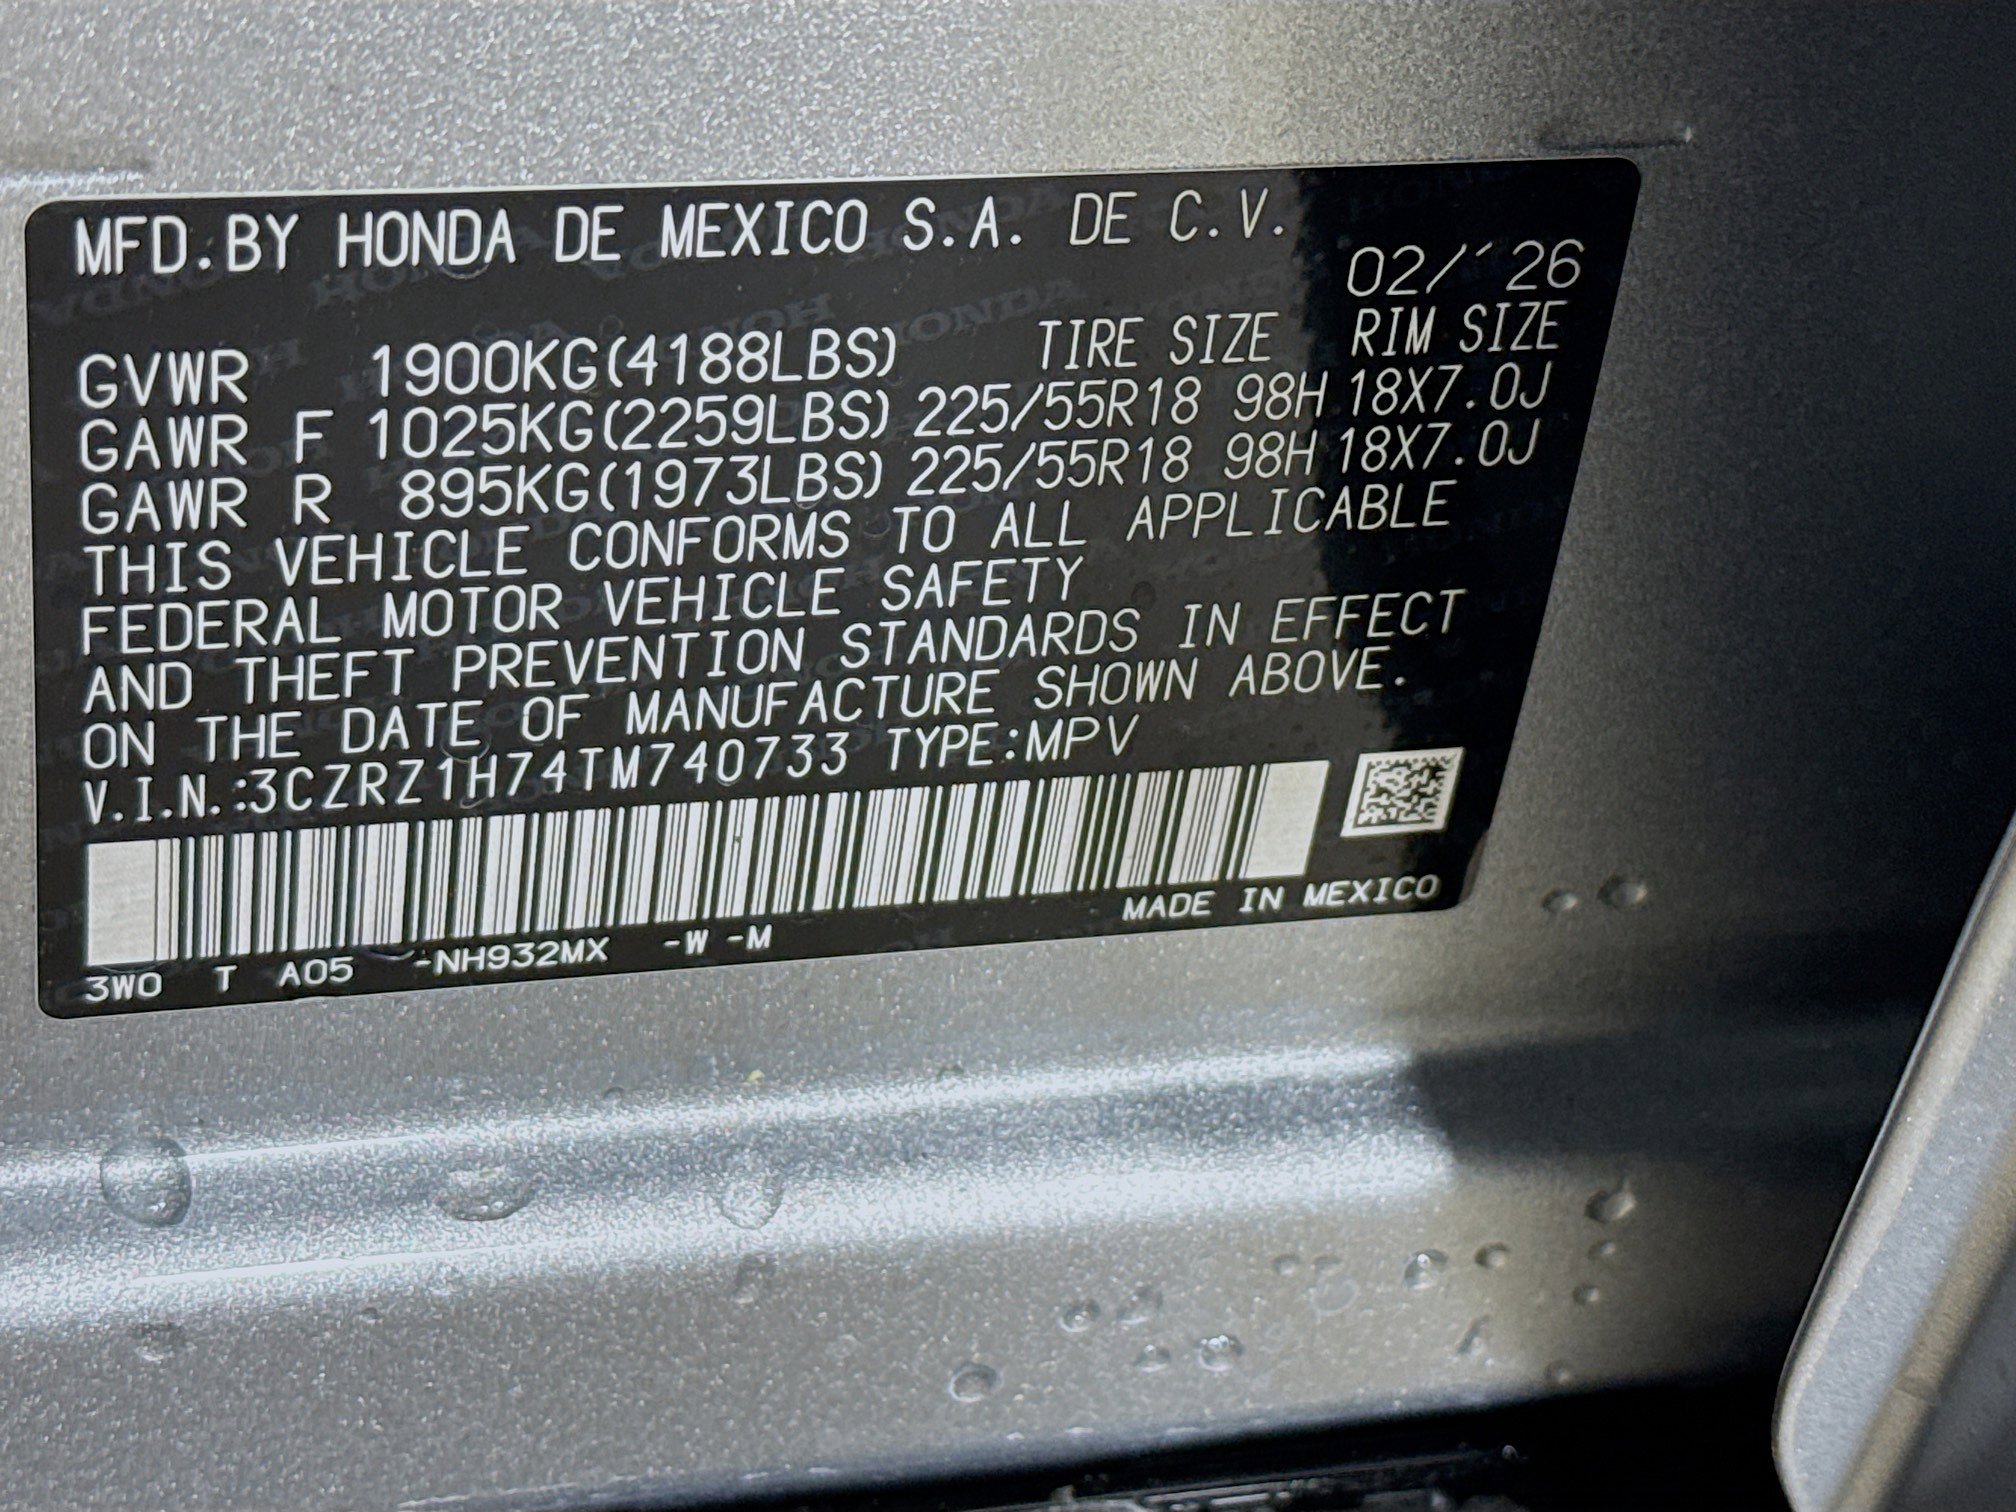 MFD.BY HONDA DE MEXICO S.A. DE C.V.
02/´26
GVWR 1900KG(4188LBS) TIRE SIZE RIM SIZE
GAWR F 1025KG(2259LBS) 225/55R18 98H 18X7.0J
GAWR R 895KG(1973LBS) 225/55R18 98H 18X7.0J
THIS VEHICLE CONFORMS TO ALL APPLICABLE
FEDERAL MOTOR VEHICLE SAFETY
AND THEFT PREVENTION STANDARDS IN EFFECT
ON THE DATE OF MANUFACTURE SHOWN ABOVE.
V.I.N.:3CZRZ1H74TM740733 TYPE:MPV
MADE IN MEXICO
3W0 T A05 -NH932MX -W -M